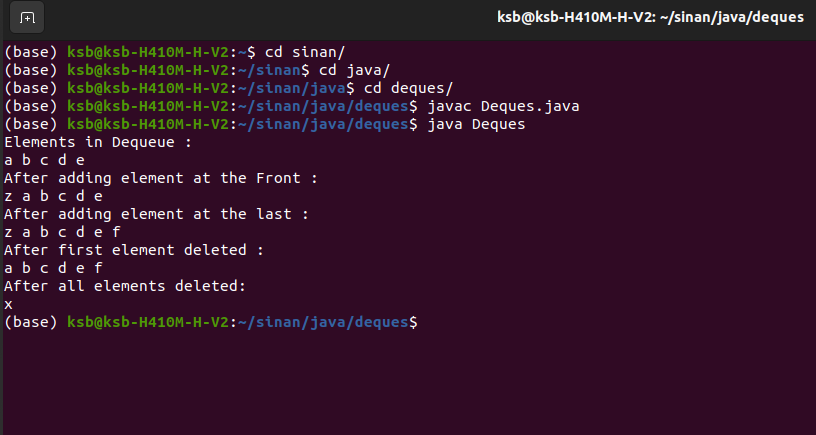 ksb@ksb-H410M-H-V2: ~/sinan/java/deques
(base) ksb@ksb-H410M-H-V2:~$ cd sinan/
(base) ksb@ksb-H410M-H-V2:~/sinan$ cd java/
(base) ksb@ksb-H410M-H-V2:~/sinan/java$ cd deques/
(base) ksb@ksb-H410M-H-V2:~/sinan/java/deques$ javac Deques.java
(base) ksb@ksb-H410M-H-V2:~/sinan/java/deques$ java Deques
Elements in Dequeue :
a b c d e
After adding element at the Front :
z a b c d e
After adding element at the last :
z a b c d e f
After first element deleted :
a b c d e f
After all elements deleted:
x
(base) ksb@ksb-H410M-H-V2:~/sinan/java/deques$